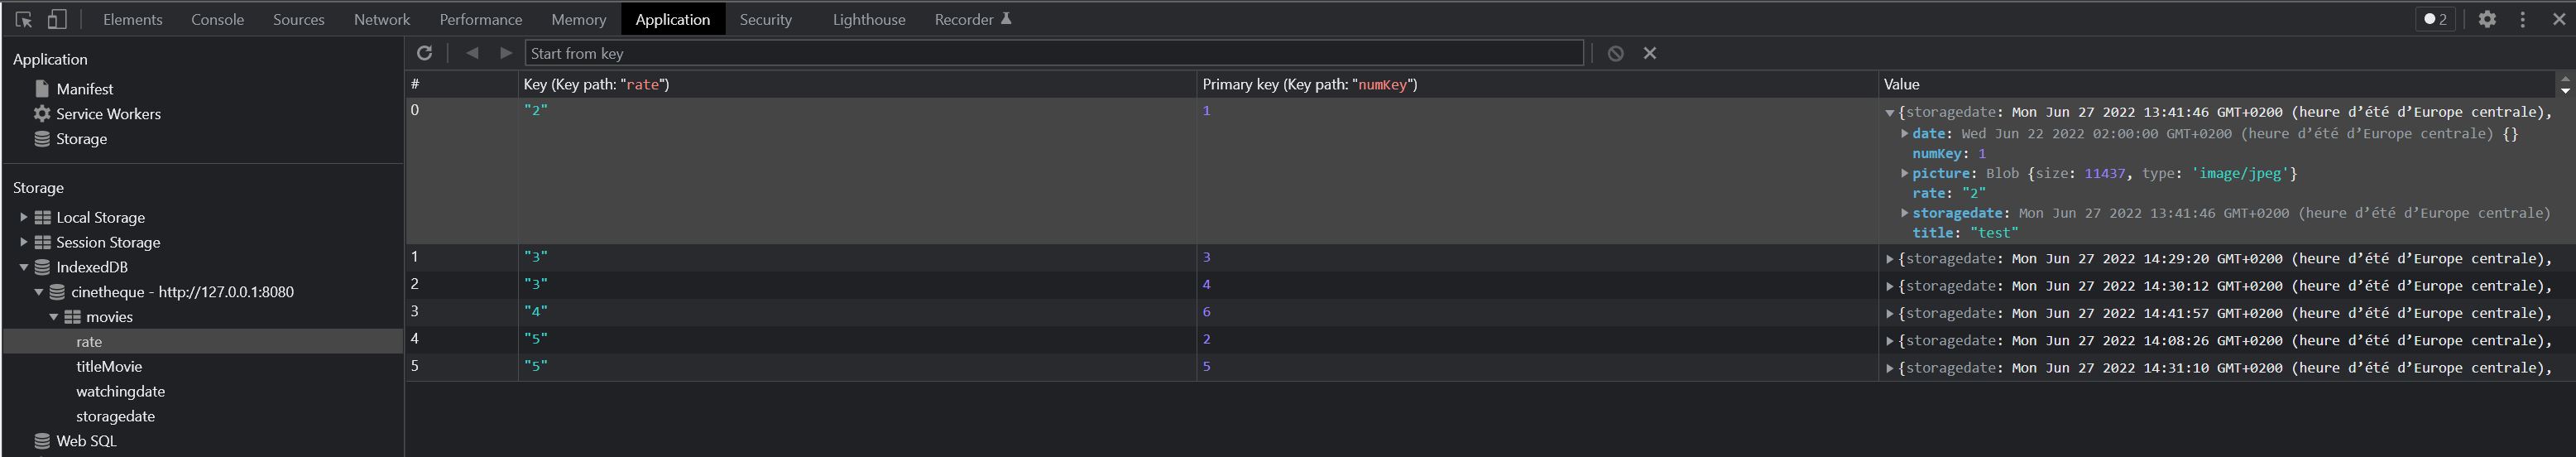 Elements Console Sources Network Performance Memory Application Security Lighthouse Recorder 2
Application
Manifest
Service Workers
Storage
Storage
Local Storage
Session Storage
IndexedDB
cinetheque - http://127.0.0.1:8080
movies
rate
titleMovie
watchingdate
storagedate
Web SQL
Start from key
# Key (Key path: "rate") Primary key (Key path: "numKey") Value
0 "2" 1 {storagedate: Mon Jun 27 2022 13:41:46 GMT+0200 (heure d’été d’Europe centrale),
date: Wed Jun 22 2022 02:00:00 GMT+0200 (heure d’été d’Europe centrale) {}
numKey: 1
picture: Blob {size: 11437, type: 'image/jpeg'}
rate: "2"
storagedate: Mon Jun 27 2022 13:41:46 GMT+0200 (heure d’été d’Europe centrale)
title: "test"
1 "3" 3 {storagedate: Mon Jun 27 2022 14:29:20 GMT+0200 (heure d’été d’Europe centrale),
2 "3" 4 {storagedate: Mon Jun 27 2022 14:30:12 GMT+0200 (heure d’été d’Europe centrale),
3 "4" 6 {storagedate: Mon Jun 27 2022 14:41:57 GMT+0200 (heure d’été d’Europe centrale),
4 "5" 2 {storagedate: Mon Jun 27 2022 14:08:26 GMT+0200 (heure d’été d’Europe centrale),
5 "5" 5 {storagedate: Mon Jun 27 2022 14:31:10 GMT+0200 (heure d’été d’Europe centrale),